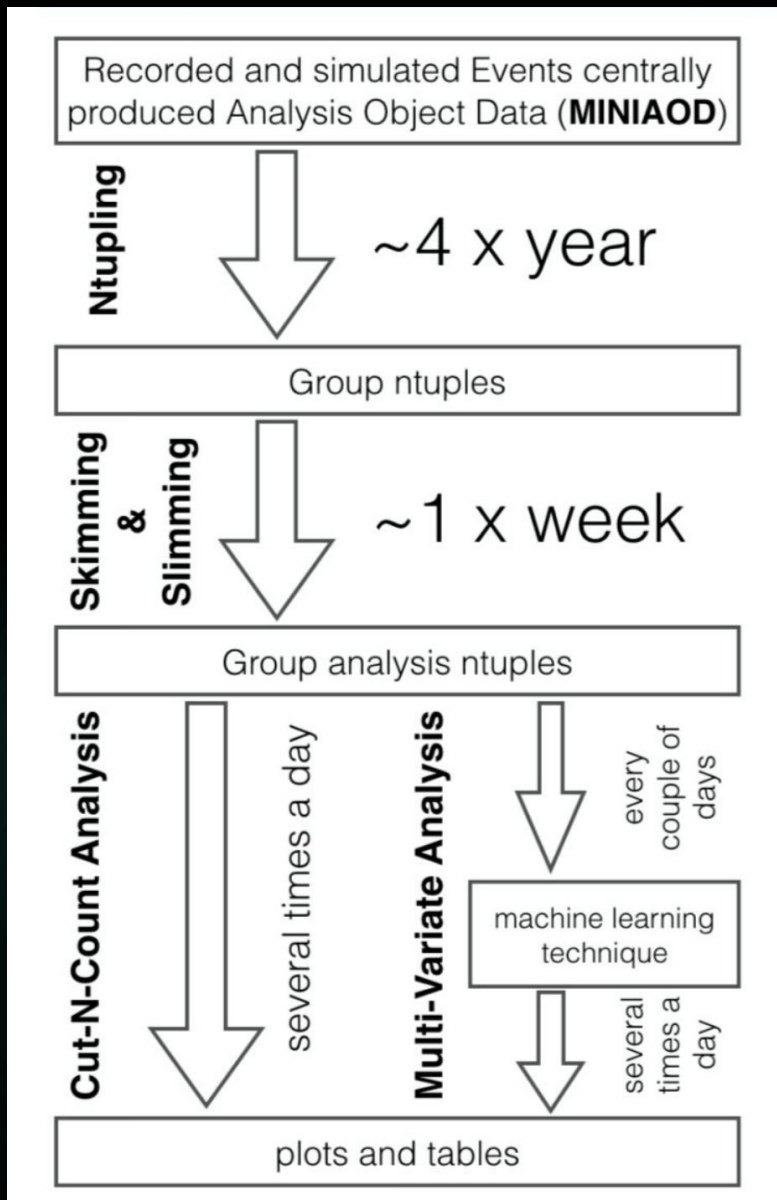 Recorded and simulated Events centrally
produced Analysis Object Data (MINIAOD)
Ntupling
~4 x year
Group ntuples
Skimming
&
Slimming
~1 x week
Group analysis ntuples
Cut-N-Count Analysis
several times a day
Multi-Variate Analysis
every
couple of
days
machine learning
technique
several
times a
day
plots and tables